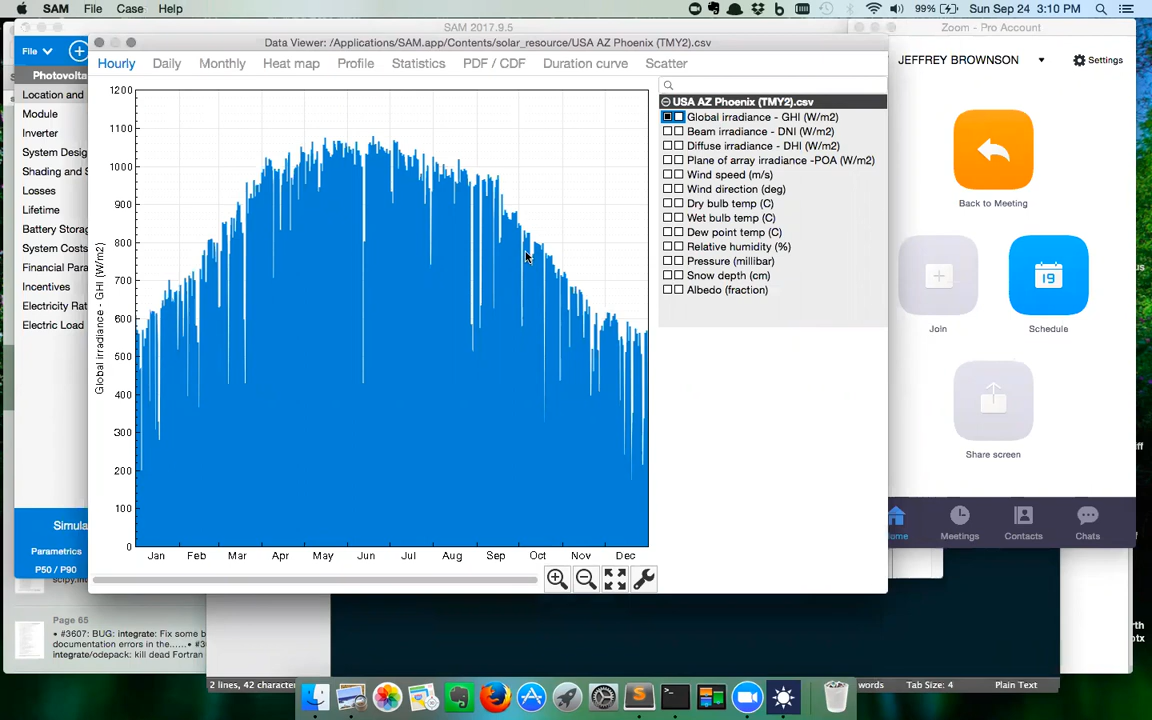 SAM File Case Help
99% Sun Sep 24 3:10 PM
SAM 2017.9.5
Zoom - Pro Account
Data Viewer: /Applications/SAM.app/Contents/solar_resource/USA AZ Phoenix (TMY2).csv
File
Hourly Daily Monthly Heat map Profile Statistics PDF / CDF Duration curve Scatter
JEFFREY BROWNSON
Settings
Location and
Module
Inverter
System Desig
Shading and S
Losses
Lifetime
Battery Storag
System Costs
Financial Para
Incentives
Electricity Rat
Electric Load
Simula
Parametrics
P50 / P90
Global irradiance - GHI (W/m2)
1200
1100
1000
900
800
700
600
500
400
300
200
100
0
Jan Feb Mar Apr May Jun Jul Aug Sep Oct Nov Dec
USA AZ Phoenix (TMY2).csv
Global irradiance - GHI (W/m2)
Beam irradiance - DNI (W/m2)
Diffuse irradiance - DHI (W/m2)
Plane of array irradiance -POA (W/m2)
Wind speed (m/s)
Wind direction (deg)
Dry bulb temp (C)
Wet bulb temp (C)
Dew point temp (C)
Relative humidity (%)
Pressure (millibar)
Snow depth (cm)
Albedo (fraction)
Back to Meeting
Join
19
Schedule
Share screen
Home Meetings Contacts Chats
Page 65
• #3607: BUG: integrate: Fix some b
documentation errors in the......• #3
integrate/odepack: kill dead Fortran
2 lines, 42 character
words
Tab Size: 4
Plain Text